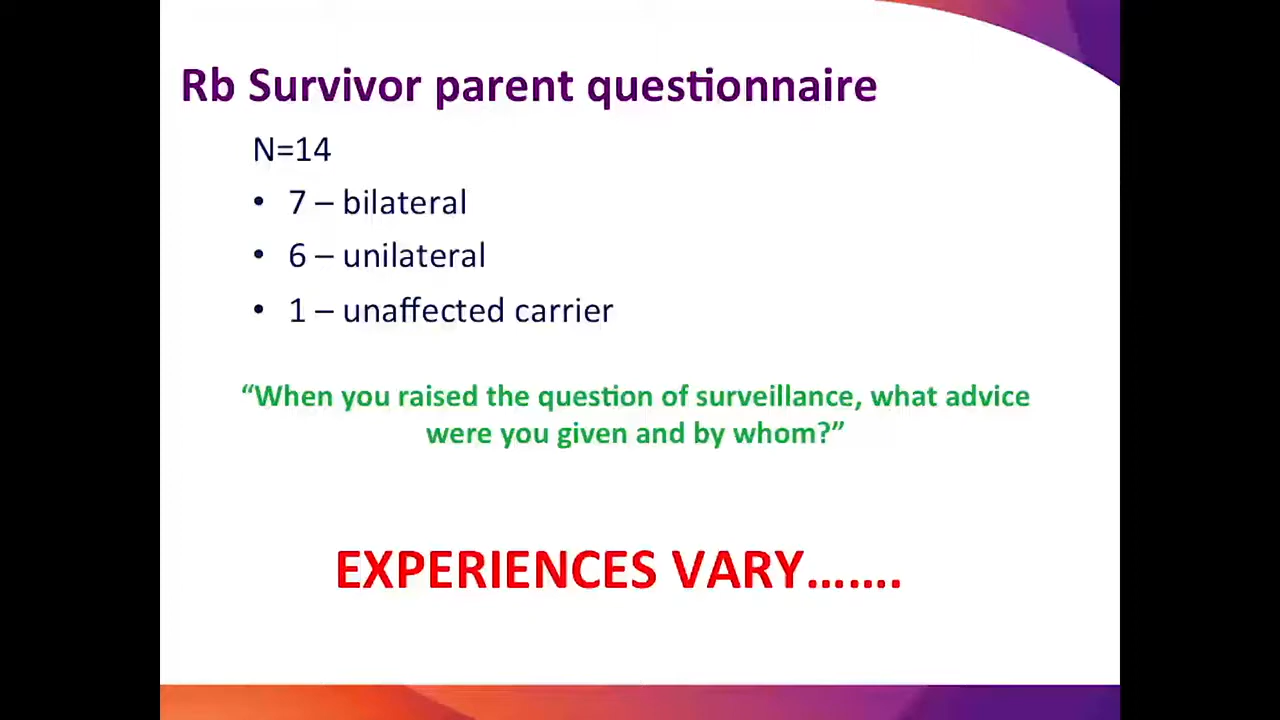 Rb Survivor parent questionnaire
N=14
• 7 – bilateral
• 6 – unilateral
• 1 – unaffected carrier
“When you raised the question of surveillance, what advice
were you given and by whom?”
EXPERIENCES VARY.......